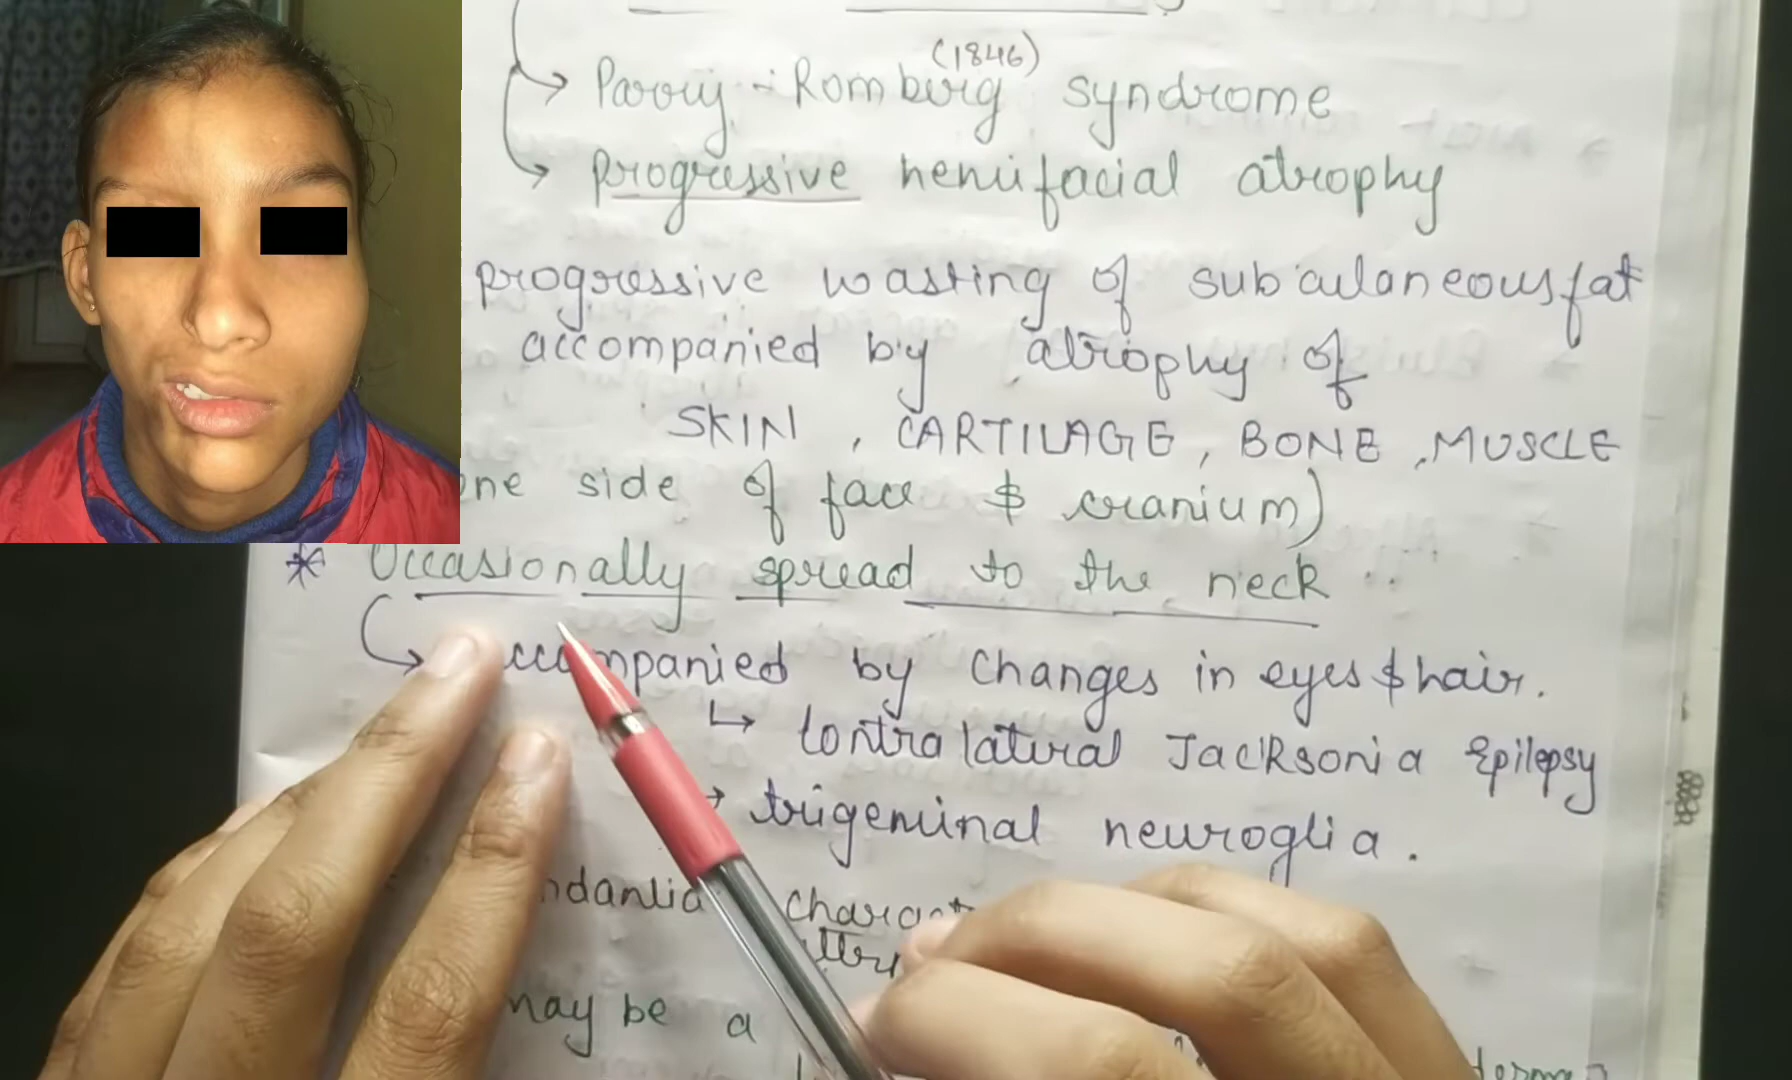 (1846)
Parry-Romberg syndrome
progressive hemifacial atrophy
progressive wasting of subcutaneous fat
accompanied by atrophy of
SKIN, CARTILAGE, BONE, MUSCLE
one side of face & cranium)
* Occasionally spread to the neck..
accompanied by changes in eyes & hair.
Contralatural Jacksonia Epilepsy
trigeminal neuroglia.
may be a